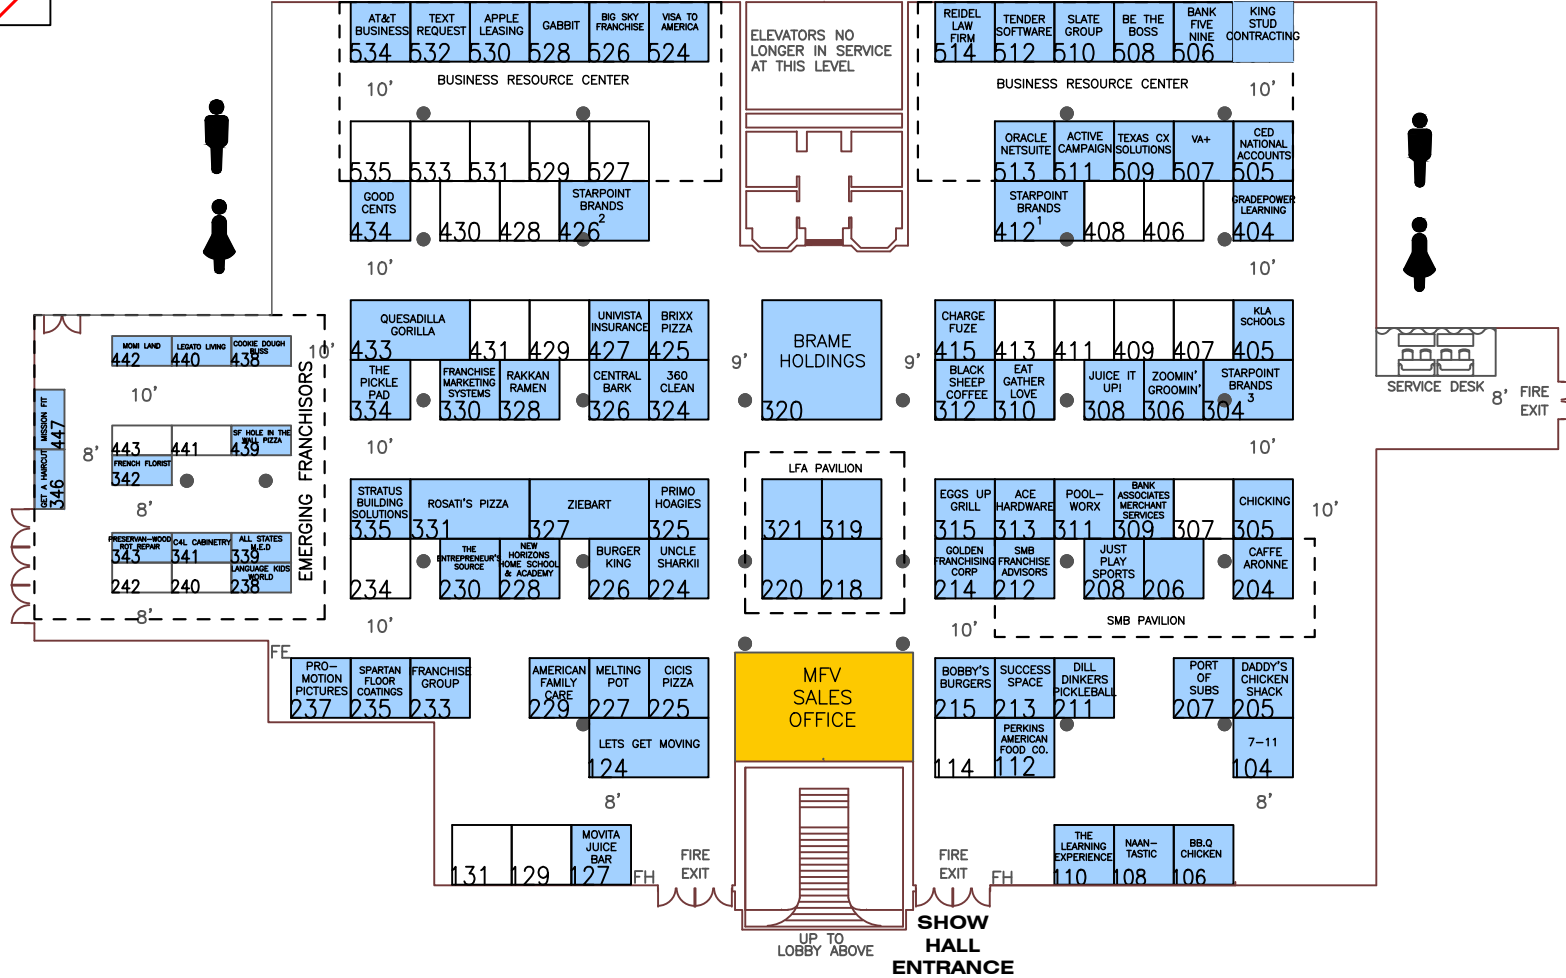 AT&T
BUSINESS
534
TEXT
REQUEST
532
APPLE
LEASING
530
GABBIT
528
BIG SKY
FRANCHISE
526
VISA TO
AMERICA
524
BUSINESS RESOURCE CENTER
10'
ELEVATORS NO
LONGER IN SERVICE
AT THIS LEVEL
REIDEL
LAW
FIRM
514
TENDER
SOFTWARE
512
SLATE
GROUP
510
BE THE
BOSS
508
BANK
FIVE
NINE
506
KING
STUD
CONTRACTING
BUSINESS RESOURCE CENTER
10'
535
533
531
529
527
ORACLE
NETSUITE
513
ACTIVE
CAMPAIGN
511
TEXAS CX
SOLUTIONS
509
VA+
507
CED
NATIONAL
ACCOUNTS
505
GOOD
CENTS
434
430
428
STARPOINT
BRANDS
2
426
STARPOINT
BRANDS
1
412
408
406
GRADEPOWER
LEARNING
404
10'
10'
QUESADILLA
GORILLA
433
431
429
UNIVISTA
INSURANCE
427
BRIXX
PIZZA
425
BRAME
HOLDINGS
320
9'
9'
CHARGE
FUZE
415
413
411
409
407
KLA
SCHOOLS
405
THE
PICKLE
PAD
334
FRANCHISE
MARKETING
SYSTEMS
330
RAKKAN
RAMEN
328
CENTRAL
BARK
326
360
CLEAN
324
BLACK
SHEEP
COFFEE
312
EAT
GATHER
LOVE
310
JUICE IT
UP!
308
ZOOMIN'
GROOMIN'
306
STARPOINT
BRANDS
3
304
SERVICE DESK
8'
FIRE
EXIT
10'
10'
MOMI LAND
442
LEGATO LIVING
440
COOKIE DOUGH
BLISS
438
10'
10'
EMERGING FRANCHISORS
MISSION FIT
447
GET A HAIRCUT
346
8'
443
441
SF HOLE IN THE
WALL PIZZA
439
FRENCH FLORIST
342
8'
PRESERVAN-WOOD
ROT REPAIR
343
C4L CABINETRY
341
ALL STATES
M.E.D
339
242
240
LANGUAGE KIDS
WORLD
238
8'
STRATUS
BUILDING
SOLUTIONS
335
ROSATI'S PIZZA
331
ZIEBART
327
PRIMO
HOAGIES
325
LFA PAVILION
321
319
220
218
EGGS UP
GRILL
315
ACE
HARDWARE
313
POOL-
WORX
311
BANK
ASSOCIATES
MERCHANT
SERVICES
309
307
CHICKING
305
10'
234
THE
ENTREPRENEUR'S
SOURCE
230
NEW
HORIZONS
HOME SCHOOL
& ACADEMY
228
BURGER
KING
226
UNCLE
SHARKII
224
GOLDEN
FRANCHISING
CORP
214
SMB
FRANCHISE
ADVISORS
212
JUST
PLAY
SPORTS
208
206
CAFFE
ARONNE
204
10'
10'
SMB PAVILION
FE
PRO-
MOTION
PICTURES
237
SPARTAN
FLOOR
COATINGS
235
FRANCHISE
GROUP
233
AMERICAN
FAMILY
CARE
229
MELTING
POT
227
CICIS
PIZZA
225
MFV
SALES
OFFICE
BOBBY'S
BURGERS
215
SUCCESS
SPACE
213
DILL
DINKERS
PICKLEBALL
211
PORT
OF
SUBS
207
DADDY'S
CHICKEN
SHACK
205
LETS GET MOVING
124
114
PERKINS
AMERICAN
FOOD CO.
112
7-11
104
8'
8'
131
129
MOVITA
JUICE
BAR
127
FH
FIRE
EXIT
FIRE
EXIT
FH
THE
LEARNING
EXPERIENCE
110
NAAN-
TASTIC
108
BB.Q
CHICKEN
106
UP TO
LOBBY ABOVE
SHOW
HALL
ENTRANCE